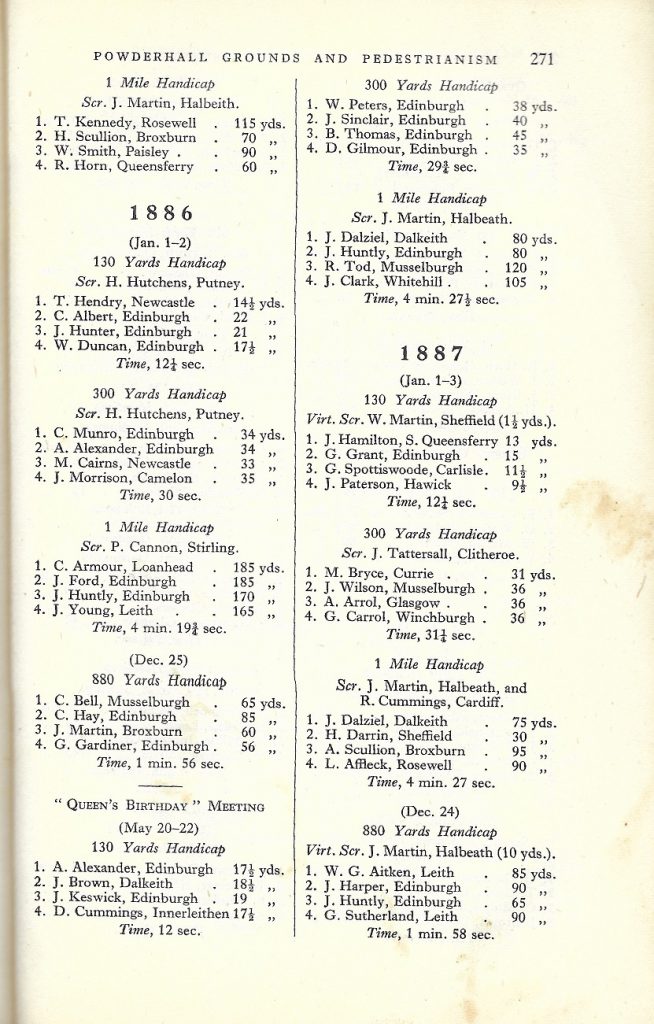 POWDERHALL GROUNDS AND PEDESTRIANISM 271
1 Mile Handicap
Scr. J. Martin, Halbeith.
1. T. Kennedy, Rosewell . 115 yds.
2. H. Scullion, Broxburn . 70 ,,
3. W. Smith, Paisley . . 90 ,,
4. R. Horn, Queensferry . 60 ,,
1886
(Jan. 1–2)
130 Yards Handicap
Scr. H. Hutchens, Putney.
1. T. Hendry, Newcastle . 14½ yds.
2. C. Albert, Edinburgh . 22 ,,
3. J. Hunter, Edinburgh . 21 ,,
4. W. Duncan, Edinburgh . 17½ ,,
Time, 12¼ sec.
300 Yards Handicap
Scr. H. Hutchens, Putney.
1. C. Munro, Edinburgh . 34 yds.
2. A. Alexander, Edinburgh 34 ,,
3. M. Cairns, Newcastle . 33 ,,
4. J. Morrison, Camelon . 35 ,,
Time, 30 sec.
1 Mile Handicap
Scr. P. Cannon, Stirling.
1. C. Armour, Loanhead . 185 yds.
2. J. Ford, Edinburgh . 185 ,,
3. J. Huntly, Edinburgh . 170 ,,
4. J. Young, Leith . . 165 ,,
Time, 4 min. 19¾ sec.
(Dec. 25)
880 Yards Handicap
1. C. Bell, Musselburgh . 65 yds.
2. C. Hay, Edinburgh . 85 ,,
3. J. Martin, Broxburn . 60 ,,
4. G. Gardiner, Edinburgh . 56 ,,
Time, 1 min. 56 sec.
" QUEEN'S BIRTHDAY " MEETING
(May 20–22)
130 Yards Handicap
1. A. Alexander, Edinburgh 17½ yds.
2. J. Brown, Dalkeith . 18½ ,,
3. J. Keswick, Edinburgh . 19 ,,
4. D. Cummings, Innerleithen 17½ ,,
Time, 12 sec.
300 Yards Handicap
1. W. Peters, Edinburgh . 38 yds.
2. J. Sinclair, Edinburgh . 40 ,,
3. B. Thomas, Edinburgh . 45 ,,
4. D. Gilmour, Edinburgh . 35 ,,
Time, 29¾ sec.
1 Mile Handicap
Scr. J. Martin, Halbeath.
1. J. Dalziel, Dalkeith . 80 yds.
2. J. Huntly, Edinburgh . 80 ,,
3. R. Tod, Musselburgh . 120 ,,
4. J. Clark, Whitehill . . 105 ,,
Time, 4 min. 27½ sec.
1887
(Jan. 1–3)
130 Yards Handicap
Virt. Scr. W. Martin, Sheffield (1½ yds.).
1. J. Hamilton, S. Queensferry 13 yds.
2. G. Grant, Edinburgh . 15 ,,
3. G. Spottiswoode, Carlisle. 11½ ,,
4. J. Paterson, Hawick . 9½ ,,
Time, 12¼ sec.
300 Yards Handicap
Scr. J. Tattersall, Clitheroe.
1. M. Bryce, Currie . . 31 yds.
2. J. Wilson, Musselburgh . 36 ,,
3. A. Arrol, Glasgow . . 36 ,,
4. G. Carrol, Winchburgh . 36 ,,
Time, 31¼ sec.
1 Mile Handicap
Scr. J. Martin, Halbeath, and
R. Cummings, Cardiff.
1. J. Dalziel, Dalkeith . 75 yds.
2. H. Darrin, Sheffield . 30 ,,
3. A. Scullion, Broxburn . 95 ,,
4. L. Affleck, Rosewell . 90 ,,
Time, 4 min. 27 sec.
(Dec. 24)
880 Yards Handicap
Virt. Scr. J. Martin, Halbeath (10 yds.).
1. W. G. Aitken, Leith . 85 yds.
2. J. Harper, Edinburgh . 90 ,,
3. J. Huntly, Edinburgh . 65 ,,
4. G. Sutherland, Leith . 90 ,,
Time, 1 min. 58 sec.